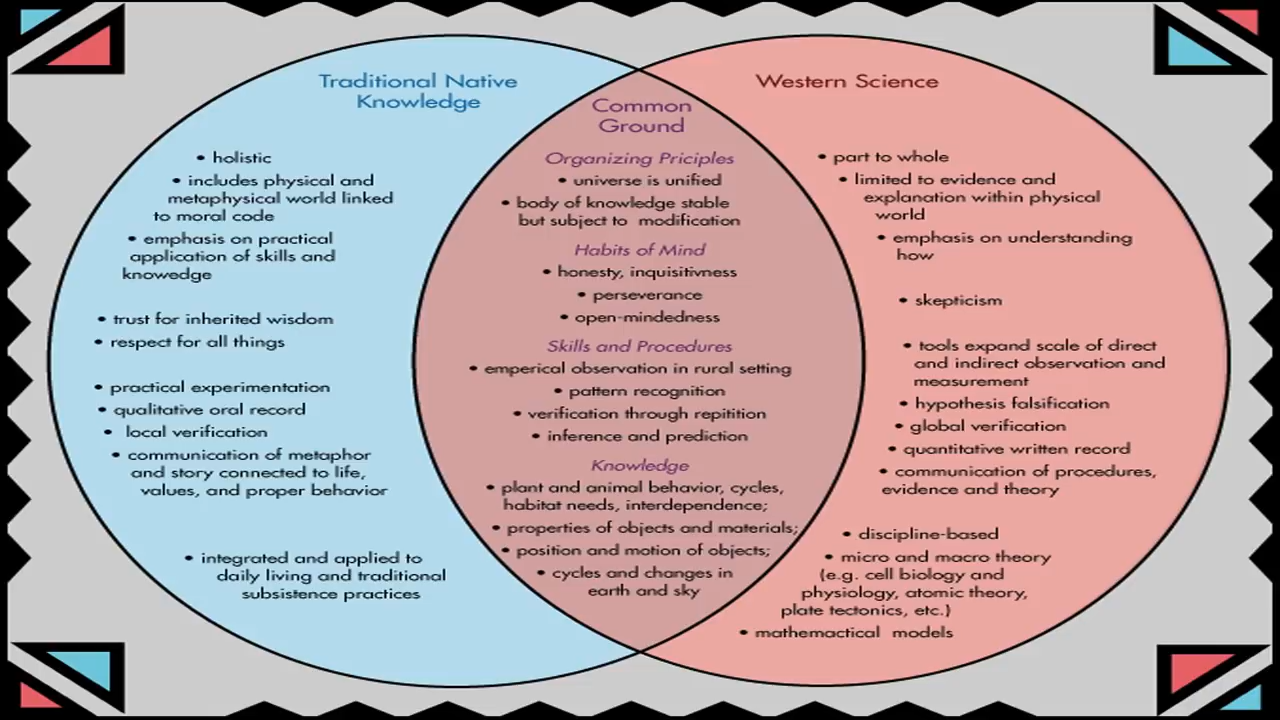 Traditional Native
Knowledge
• holistic
• includes physical and
metaphysical world linked
to moral code
• emphasis on practical
application of skills and
knowedge
• trust for inherited wisdom
• respect for all things
• practical experimentation
• qualitative oral record
• local verification
• communication of metaphor
and story connected to life,
values, and proper behavior
• integrated and applied to
daily living and traditional
subsistence practices
Common
Ground
Organizing Priciples
• universe is unified
• body of knowledge stable
but subject to modification
Habits of Mind
• honesty, inquisitivness
• perseverance
• open-mindedness
Skills and Procedures
• emperical observation in rural setting
• pattern recognition
• verification through repitition
• inference and prediction
Knowledge
• plant and animal behavior, cycles,
habitat needs, interdependence;
• properties of objects and materials;
• position and motion of objects;
• cycles and changes in
earth and sky
Western Science
• part to whole
• limited to evidence and
explanation within physical
world
• emphasis on understanding
how
• skepticism
• tools expand scale of direct
and indirect observation and
measurement
• hypothesis falsification
• global verification
• quantitative written record
• communication of procedures,
evidence and theory
• discipline-based
• micro and macro theory
(e.g. cell biology and
physiology, atomic theory,
plate tectonics, etc.)
• mathemactical models